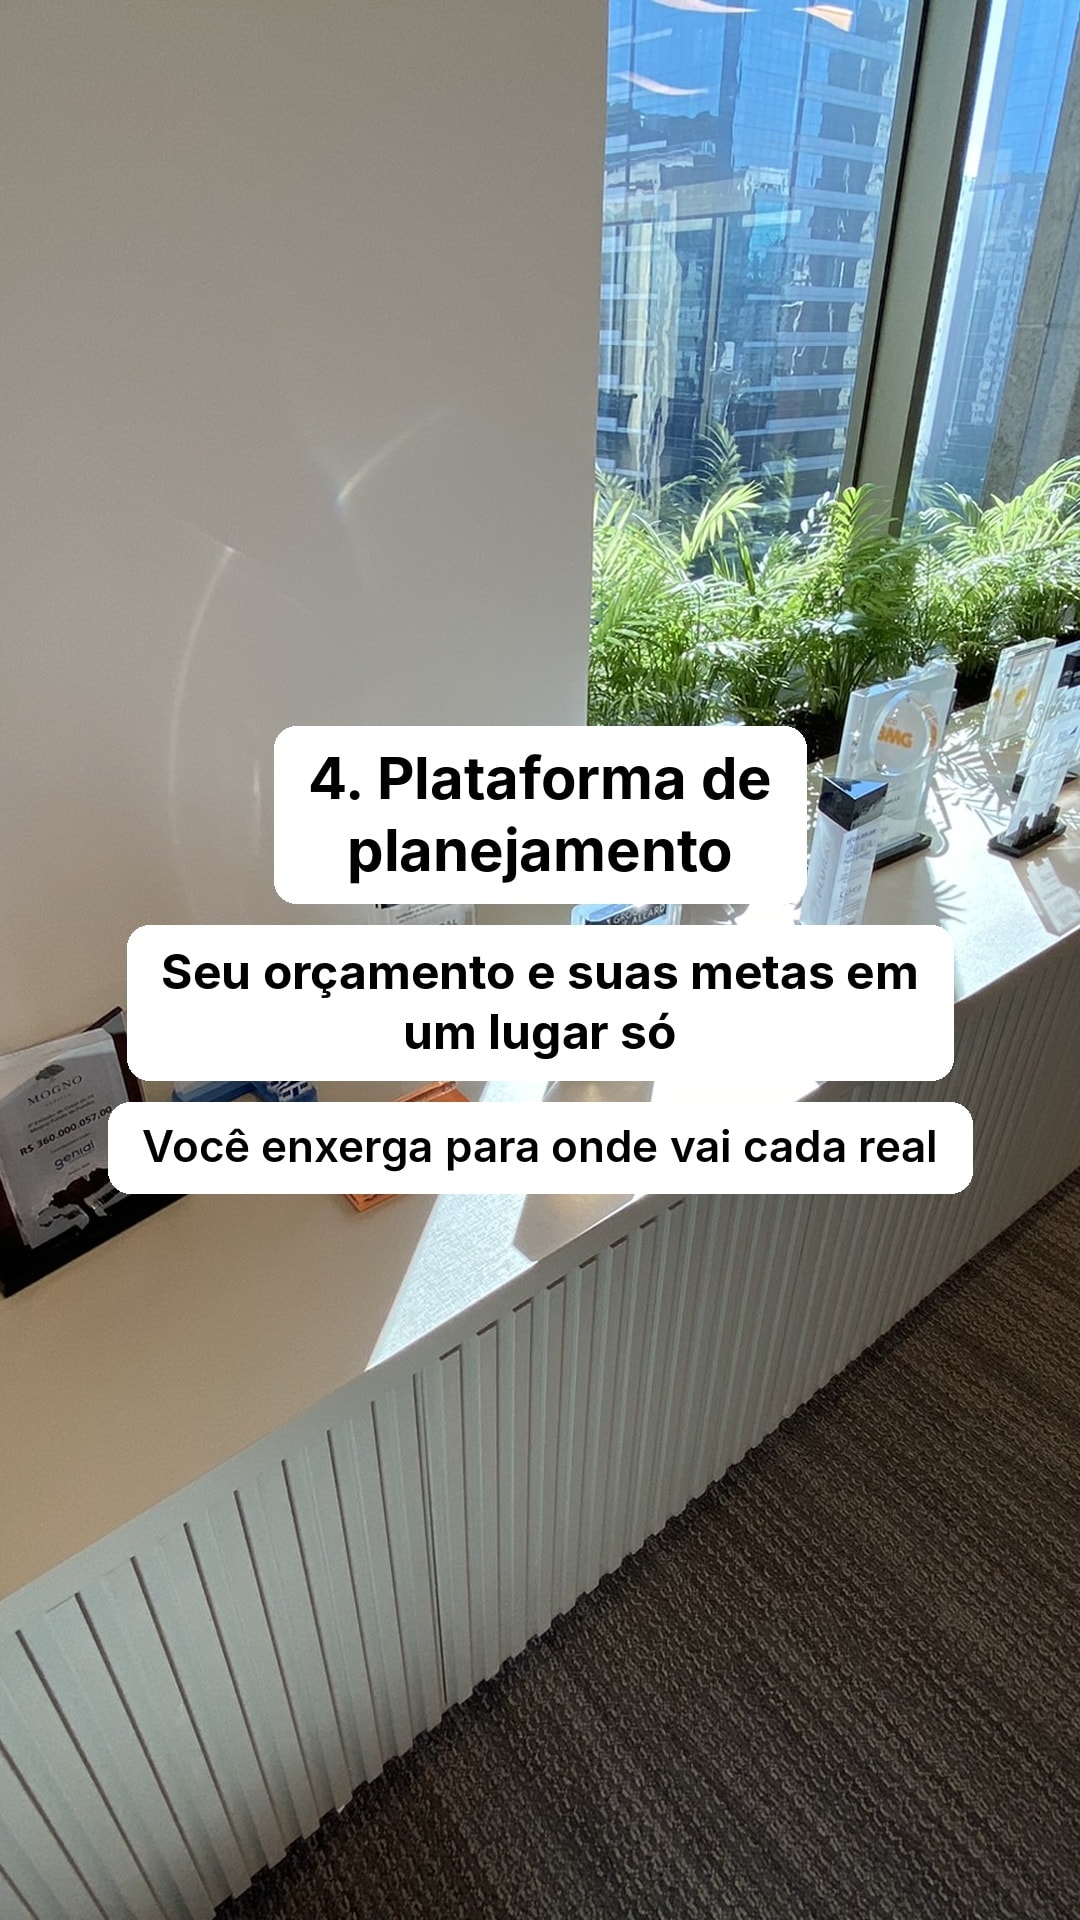 4. Plataforma de
planejamento
Seu orçamento e suas metas em
um lugar só
Você enxerga para onde vai cada real
BMG
MOGNO
R$ 360.000.057,00
genial